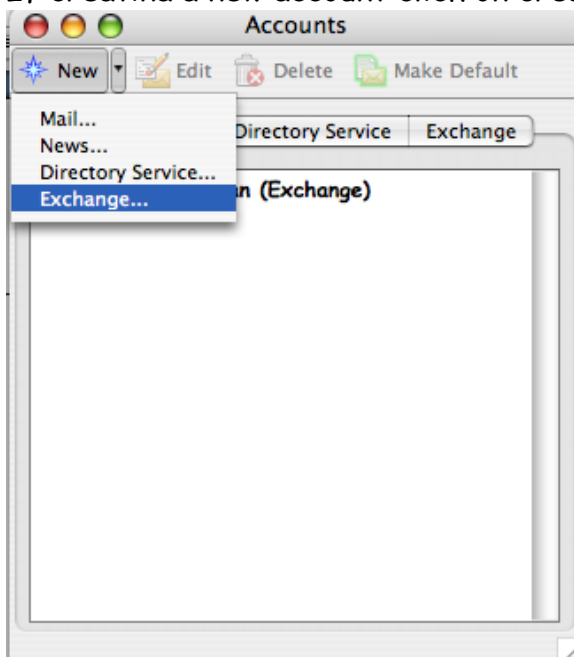 Accounts
New Edit Delete Make Default
Mail...
News...
Directory Service...
Exchange...
Directory Service Exchange
(Exchange)